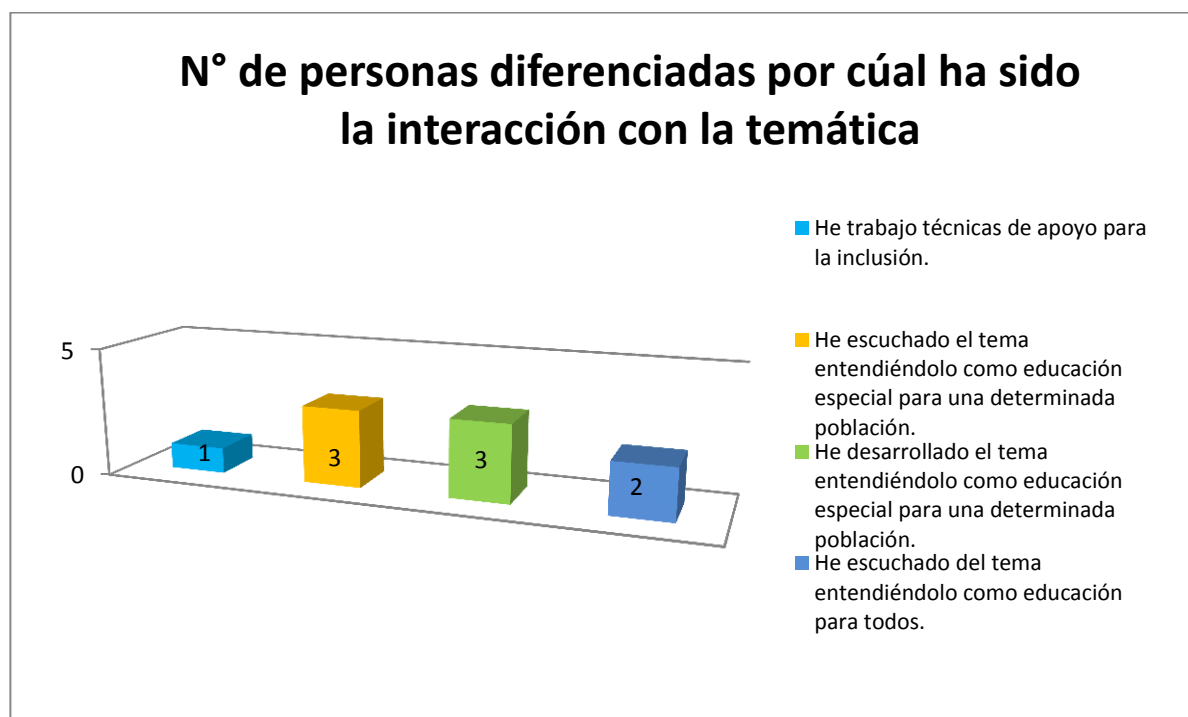 N° de personas diferenciadas por cúal ha sido
la interacción con la temática
He trabajo técnicas de apoyo para
la inclusión.
He escuchado el tema
entendiéndolo como educación
especial para una determinada
población.
He desarrollado el tema
entendiéndolo como educación
especial para una determinada
población.
He escuchado del tema
entendiéndolo como educación
para todos.
5
0
1
3
3
2